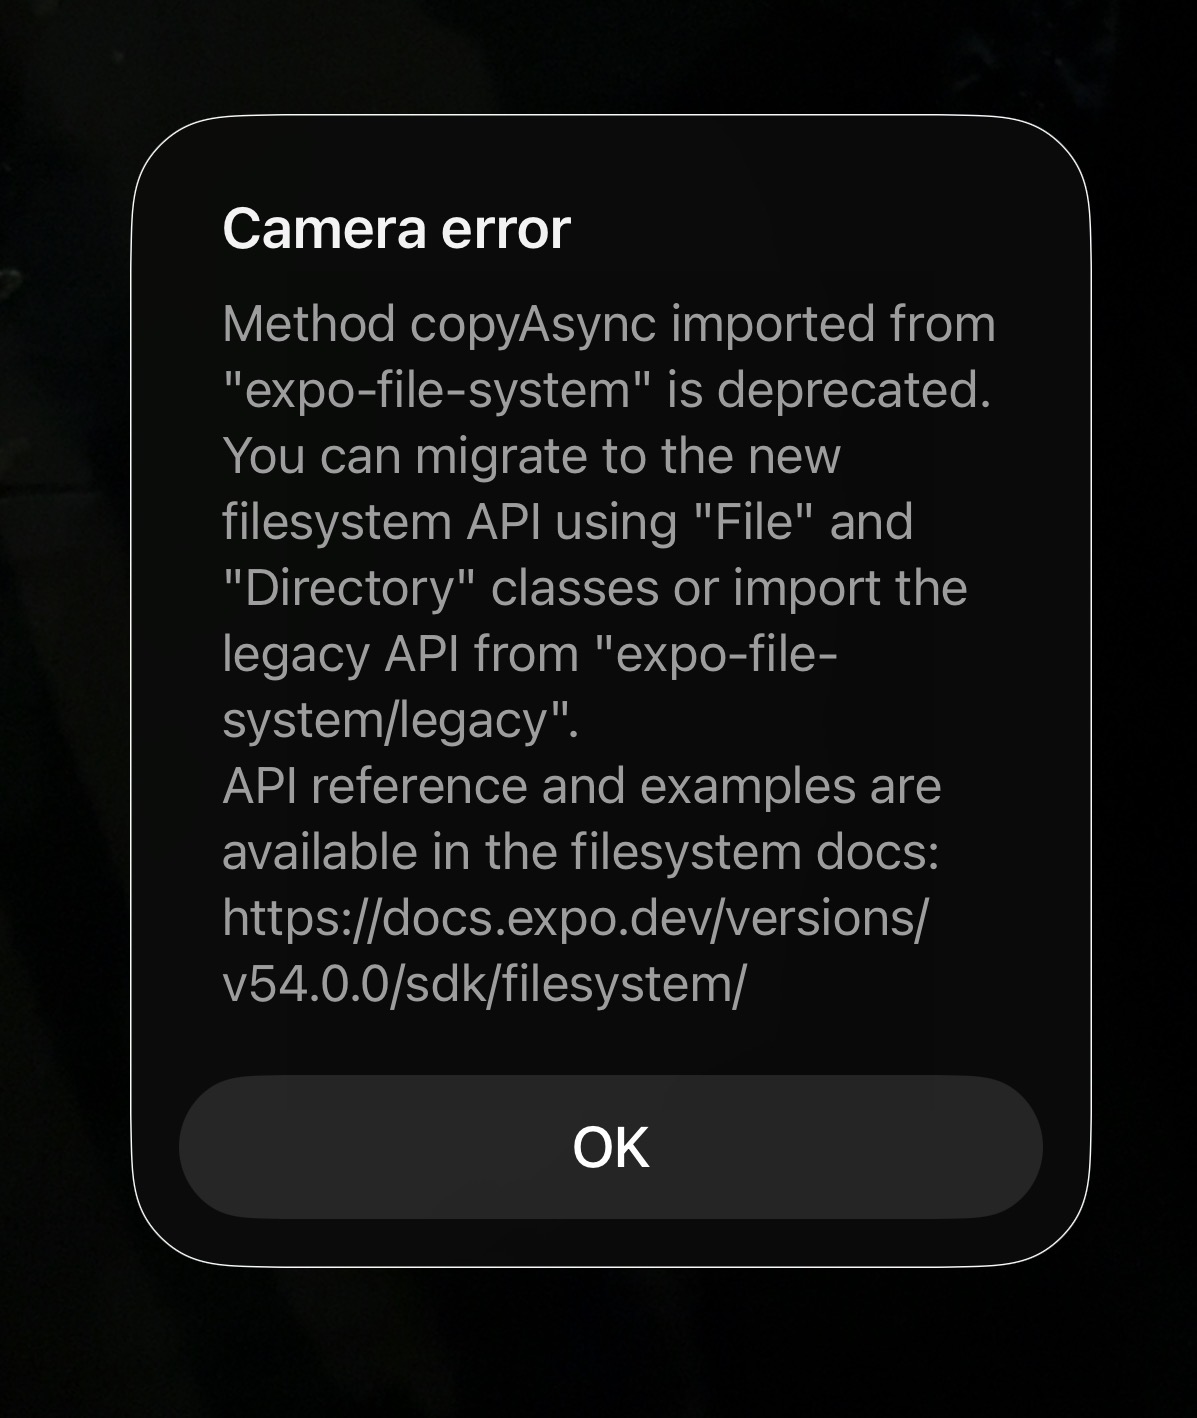 Camera error
Method copyAsync imported from
"expo-file-system" is deprecated.
You can migrate to the new
filesystem API using "File" and
"Directory" classes or import the
legacy API from "expo-file-
system/legacy".
API reference and examples are
available in the filesystem docs:
https://docs.expo.dev/versions/
v54.0.0/sdk/filesystem/
OK